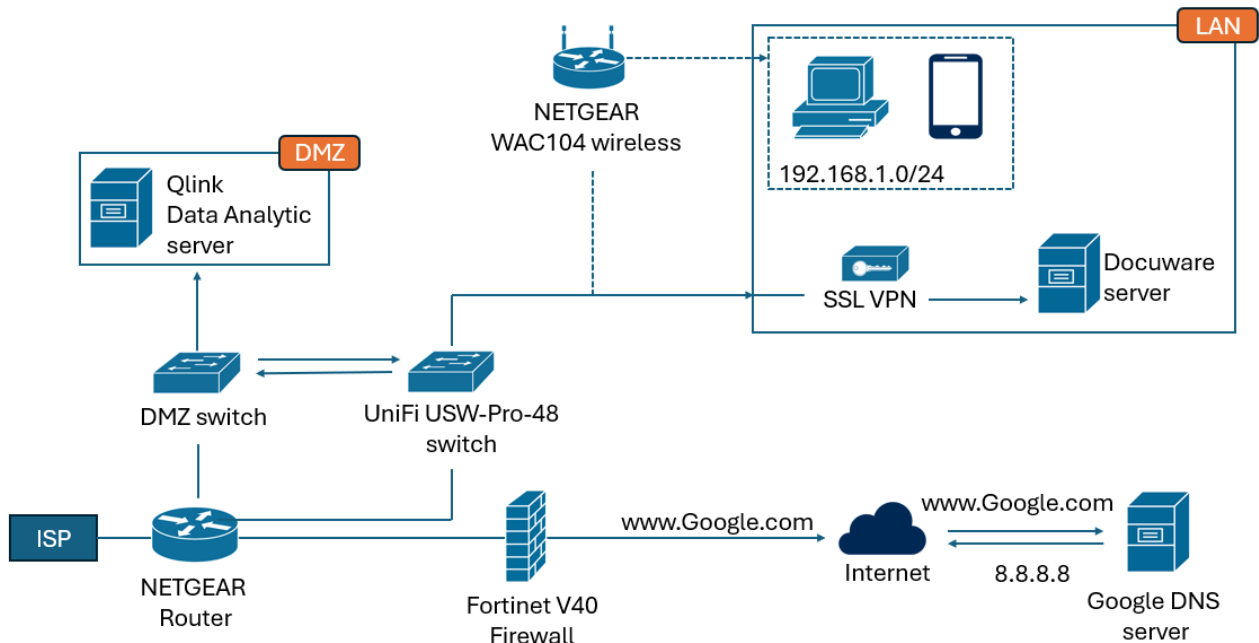 LAN
NETGEAR
WAC104 wireless
192.168.1.0/24
DMZ
Qlink
Data Analytic
server
SSL VPN
Docuware
server
DMZ switch
UniFi USW-Pro-48
switch
ISP
NETGEAR
Router
Fortinet V40
Firewall
www.Google.com
Internet
www.Google.com
8.8.8.8
Google DNS
server